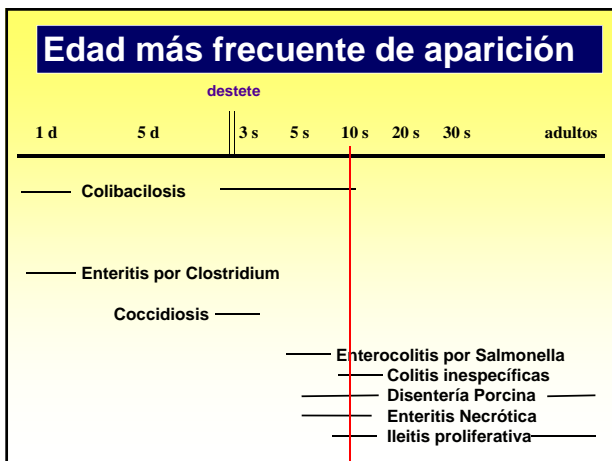 Edad más frecuente de aparición
destete
1 d 5 d 3 s 5 s 10 s 20 s 30 s adultos
Colibacilosis
Enteritis por Clostridium
Coccidiosis
Enterocolitis por Salmonella
Colitis inespecíficas
Disentería Porcina
Enteritis Necrótica
Ileitis proliferativa